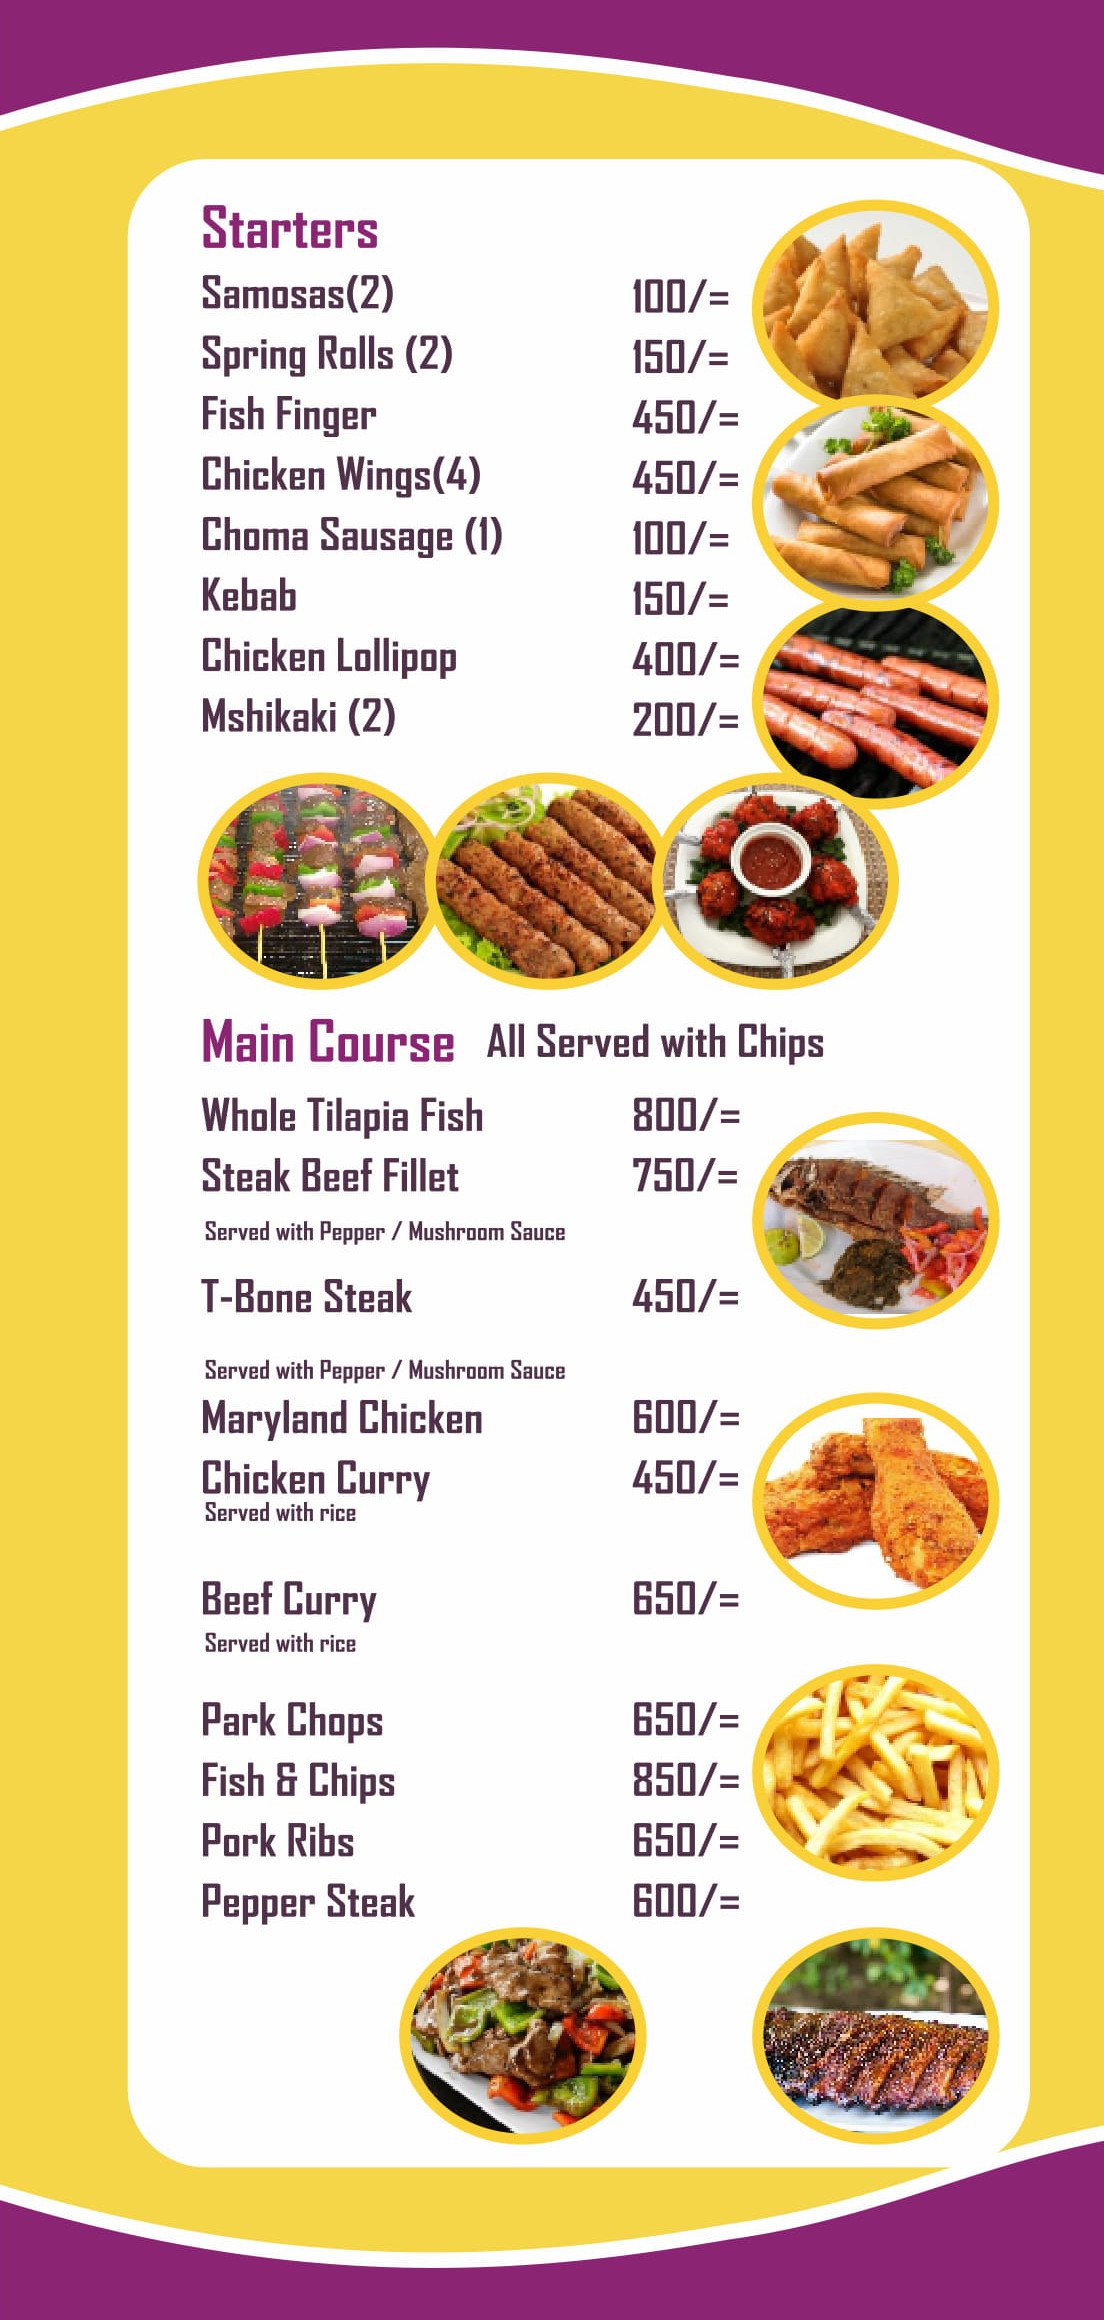 Starters
Samosas(2) 100/=
Spring Rolls (2) 150/=
Fish Finger 450/=
Chicken Wings(4) 450/=
Choma Sausage (1) 100/=
Kebab 150/=
Chicken Lollipop 400/=
Mshikaki (2) 200/=
Main Course All Served with Chips
Whole Tilapia Fish 800/=
Steak Beef Fillet 750/=
Served with Pepper / Mushroom Sauce
T-Bone Steak 450/=
Served with Pepper / Mushroom Sauce
Maryland Chicken 600/=
Chicken Curry 450/=
Served with rice
Beef Curry 650/=
Served with rice
Park Chops 650/=
Fish & Chips 850/=
Pork Ribs 650/=
Pepper Steak 600/=